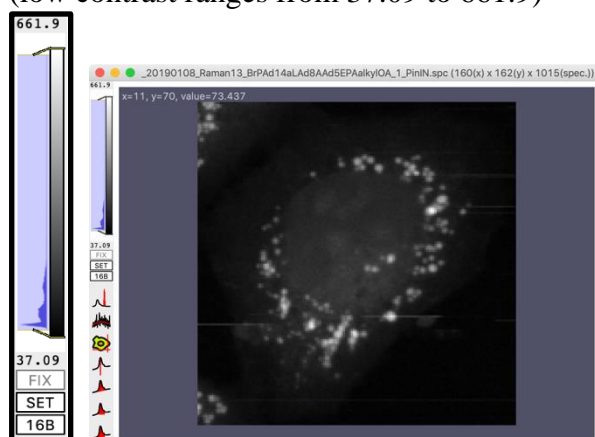 (low contrast ranges from 37.09 to 661.9)
661.9
37.09
FIX
SET
16B
_20190108_Raman13_BrPAd14aLAd8AAd5EPAalkylOA_1_PinIN.spc (160(x) x 162(y) x 1015(spec.))
661.9
x=11, y=70, value=73.437
37.09
FIX
SET
16B